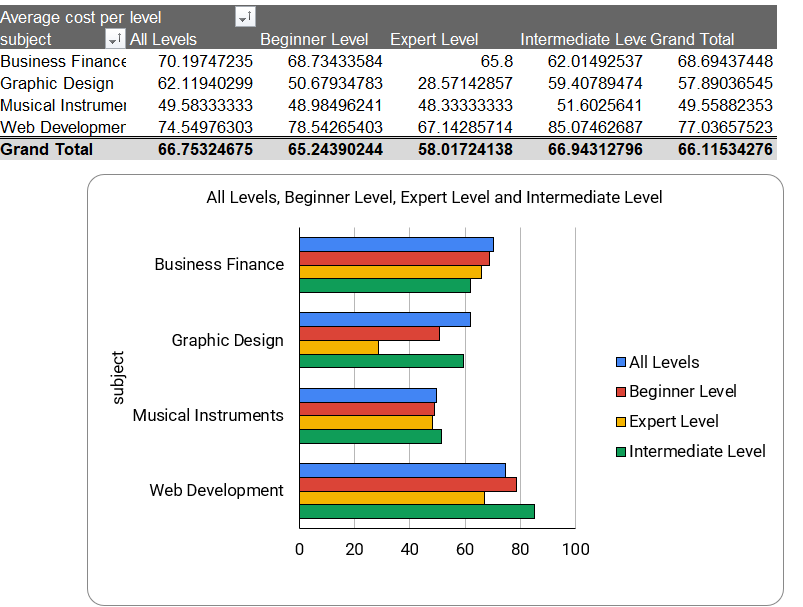 Average cost per level
subject All Levels Beginner Level Expert Level Intermediate Leve Grand Total
Business Finance 70.19747235 68.73433584 65.8 62.01492537 68.69437448
Graphic Design 62.11940299 50.67934783 28.57142857 59.40789474 57.89036545
Musical Instrumer 49.58333333 48.98496241 48.33333333 51.6025641 49.55882353
Web Developmer 74.54976303 78.54265403 67.14285714 85.07462687 77.03657523
Grand Total 66.75324675 65.24390244 58.01724138 66.94312796 66.11534276
All Levels, Beginner Level, Expert Level and Intermediate Level
Business Finance
Graphic Design
Musical Instruments
Web Development
subject
0 20 40 60 80 100
All Levels
Beginner Level
Expert Level
Intermediate Level